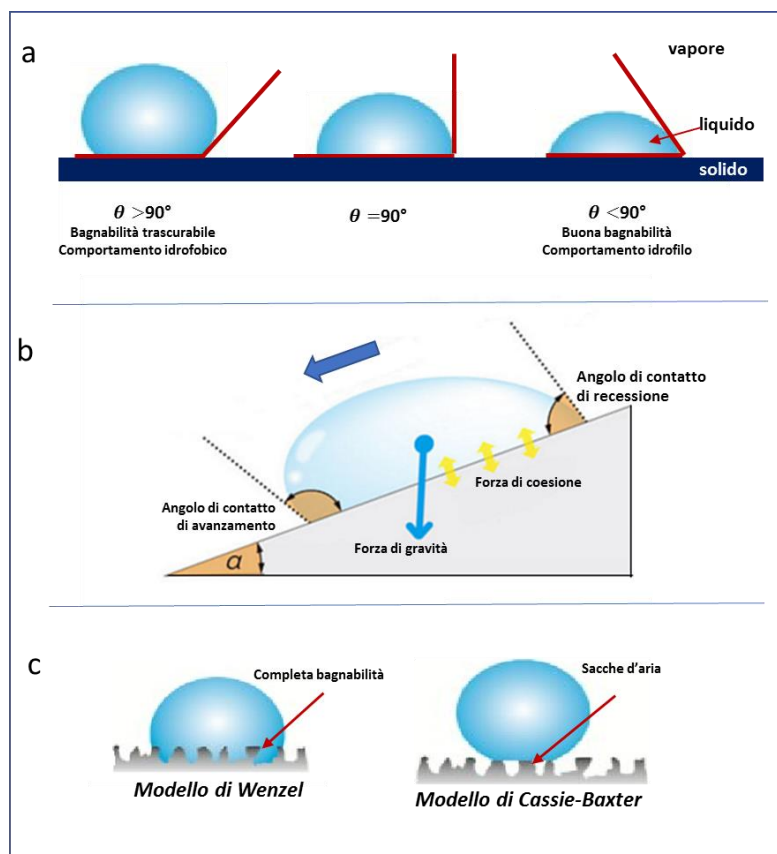 a
vapore
liquido
solido
θ >90°
Bagnabilità trascurabile
Comportamento idrofobico
θ =90°
θ <90°
Buona bagnabilità
Comportamento idrofilo
b
Angolo di contatto
di recessione
Forza di coesione
Angolo di contatto
di avanzamento
Forza di gravità
α
c
Completa bagnabilità
Sacche d'aria
Modello di Wenzel
Modello di Cassie-Baxter